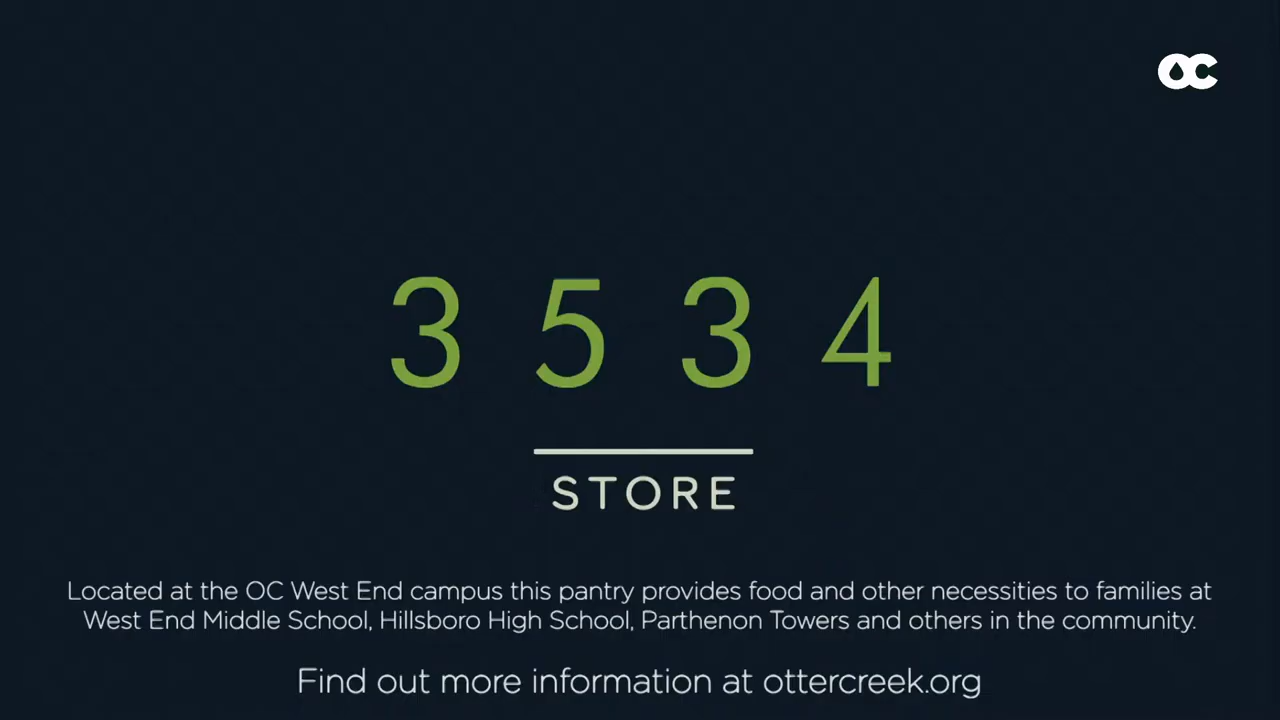 OC
3534
STORE
Located at the OC West End campus this pantry provides food and other necessities to families at
West End Middle School, Hillsboro High School, Parthenon Towers and others in the community.
Find out more information at ottercreek.org